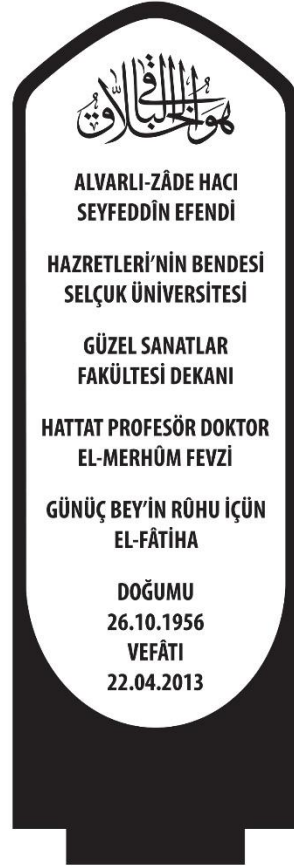 هو الخلاق الباقي
ALVARLI-ZÂDE HACI
SEYFEDDÎN EFENDİ
HAZRETLERİ’NİN BENDESİ
SELÇUK ÜNİVERSİTESİ
GÜZEL SANATLAR
FAKÜLTESİ DEKANI
HATTAT PROFESÖR DOKTOR
EL-MERHÛM FEVZİ
GÜNÜÇ BEY’İN RÛHU İÇÜN
EL-FÂTİHA
DOĞUMU
26.10.1956
VEFÂTI
22.04.2013